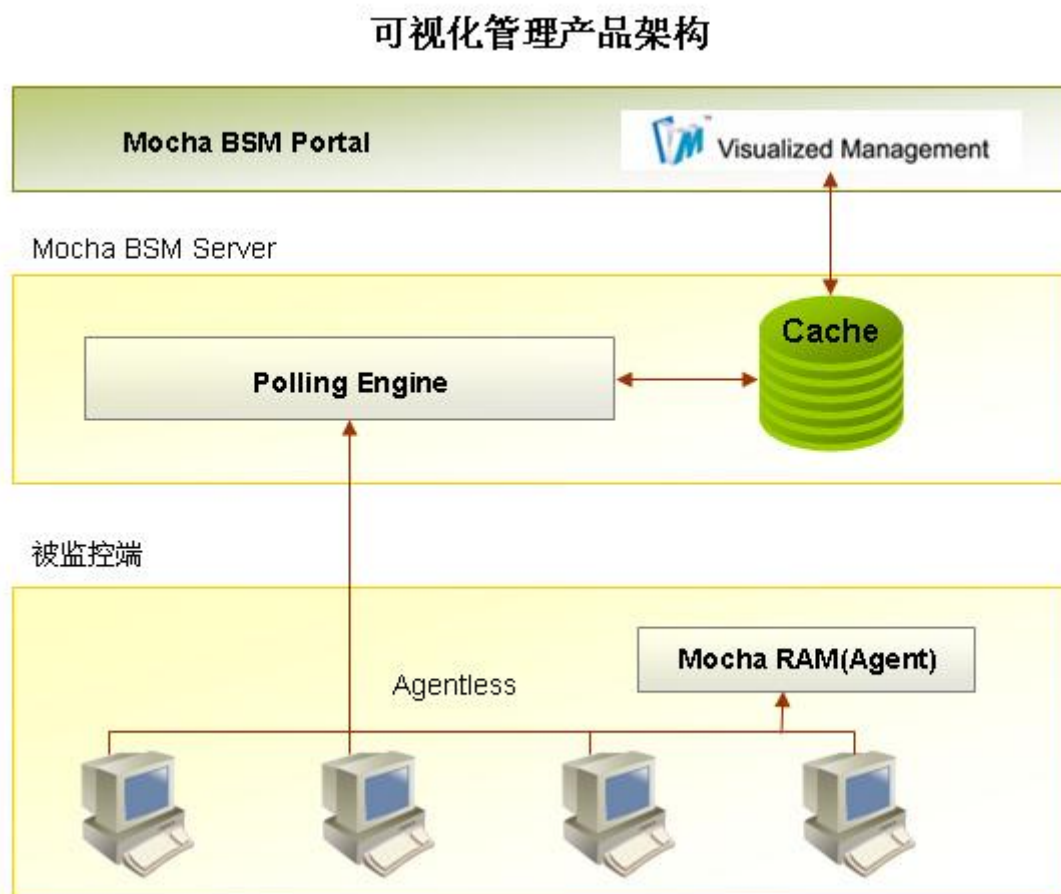 可视化管理产品架构
Mocha BSM Portal
VM™ Visualized Management
Mocha BSM Server
Cache
Polling Engine
被监控端
Mocha RAM(Agent)
Agentless